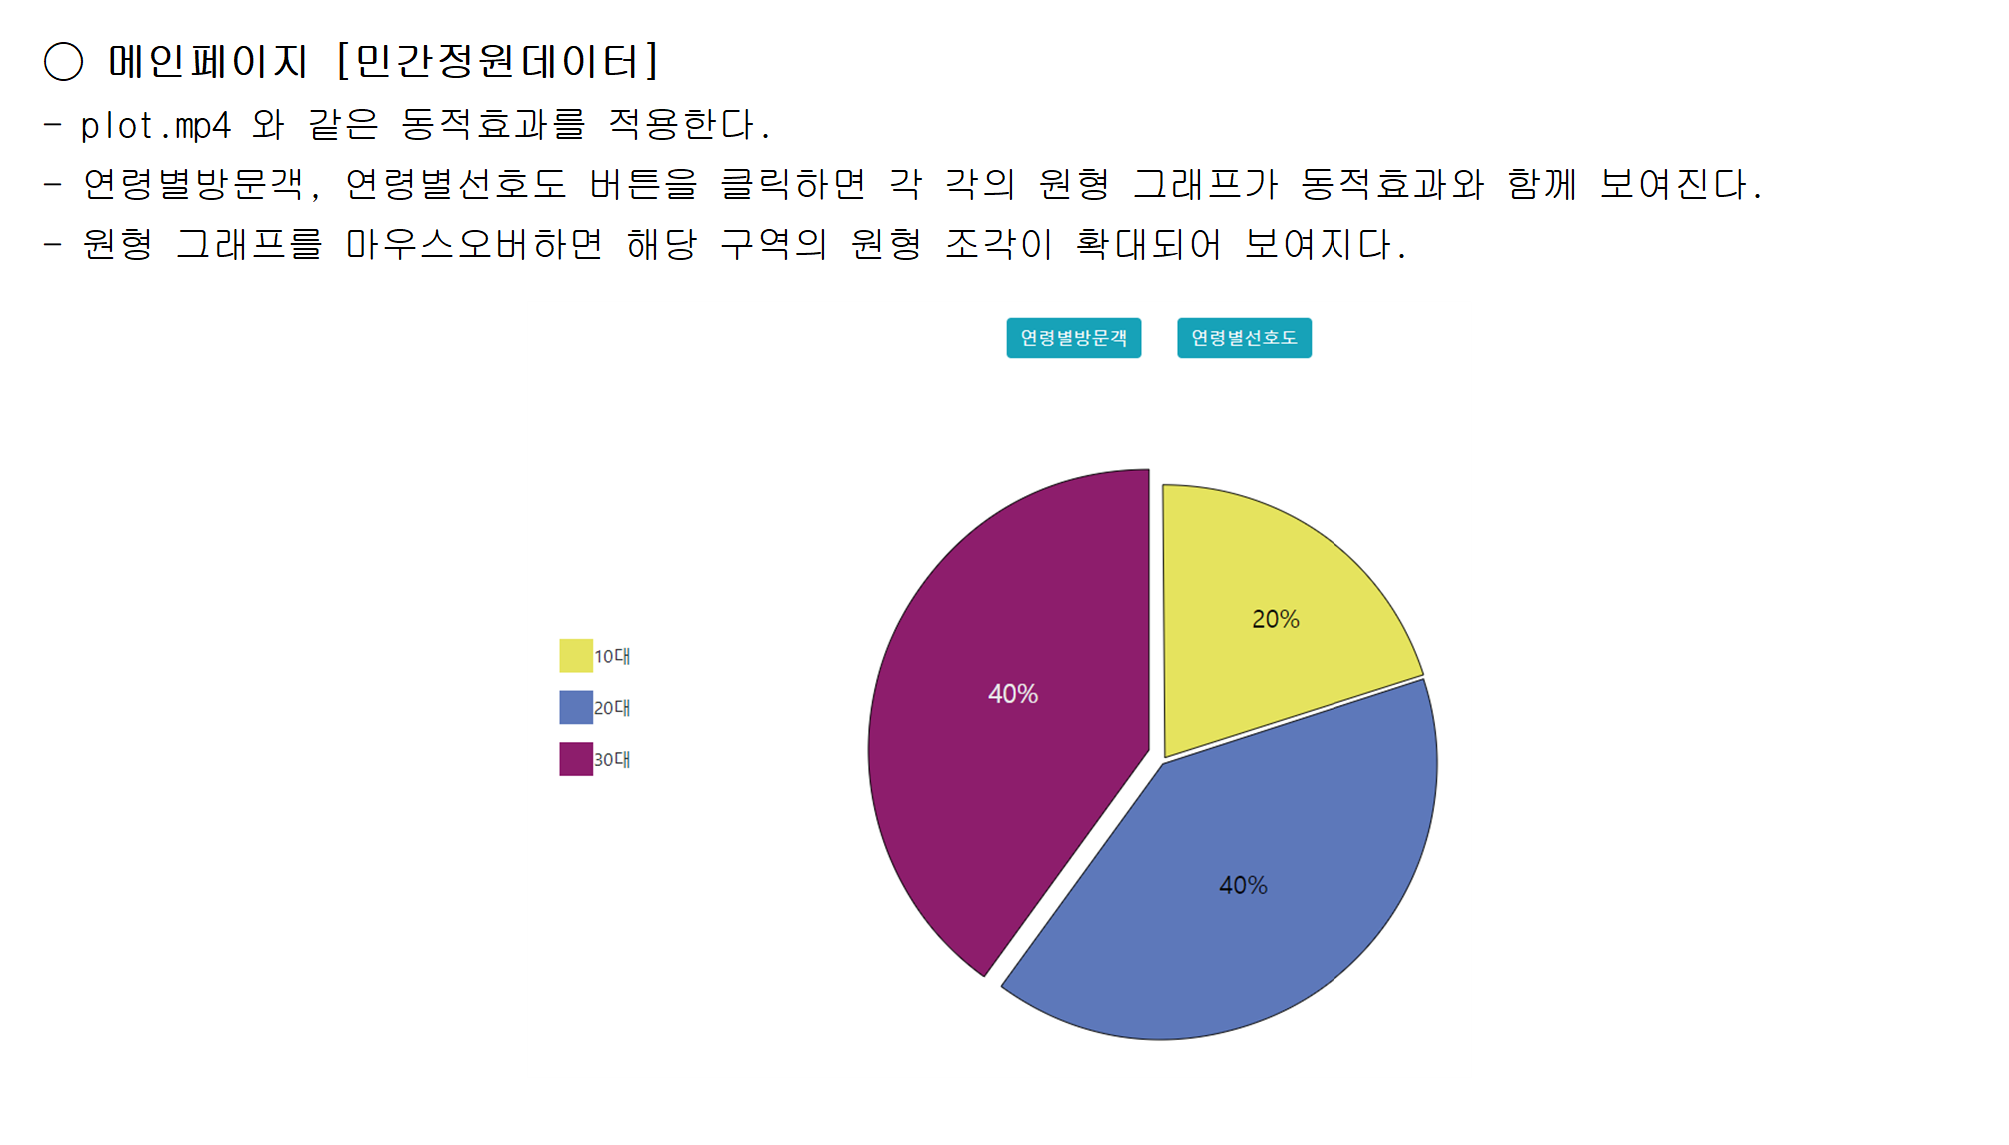 ○ 메인페이지 [민간정원데이터]
- plot.mp4 와 같은 동적효과를 적용한다.
- 연령별방문객, 연령별선호도 버튼을 클릭하면 각 각의 원형 그래프가 동적효과와 함께 보여진다.
- 원형 그래프를 마우스오버하면 해당 구역의 원형 조각이 확대되어 보여지다.
연령별방문객 연령별선호도
20%
10대
40%
20대
30대
40%